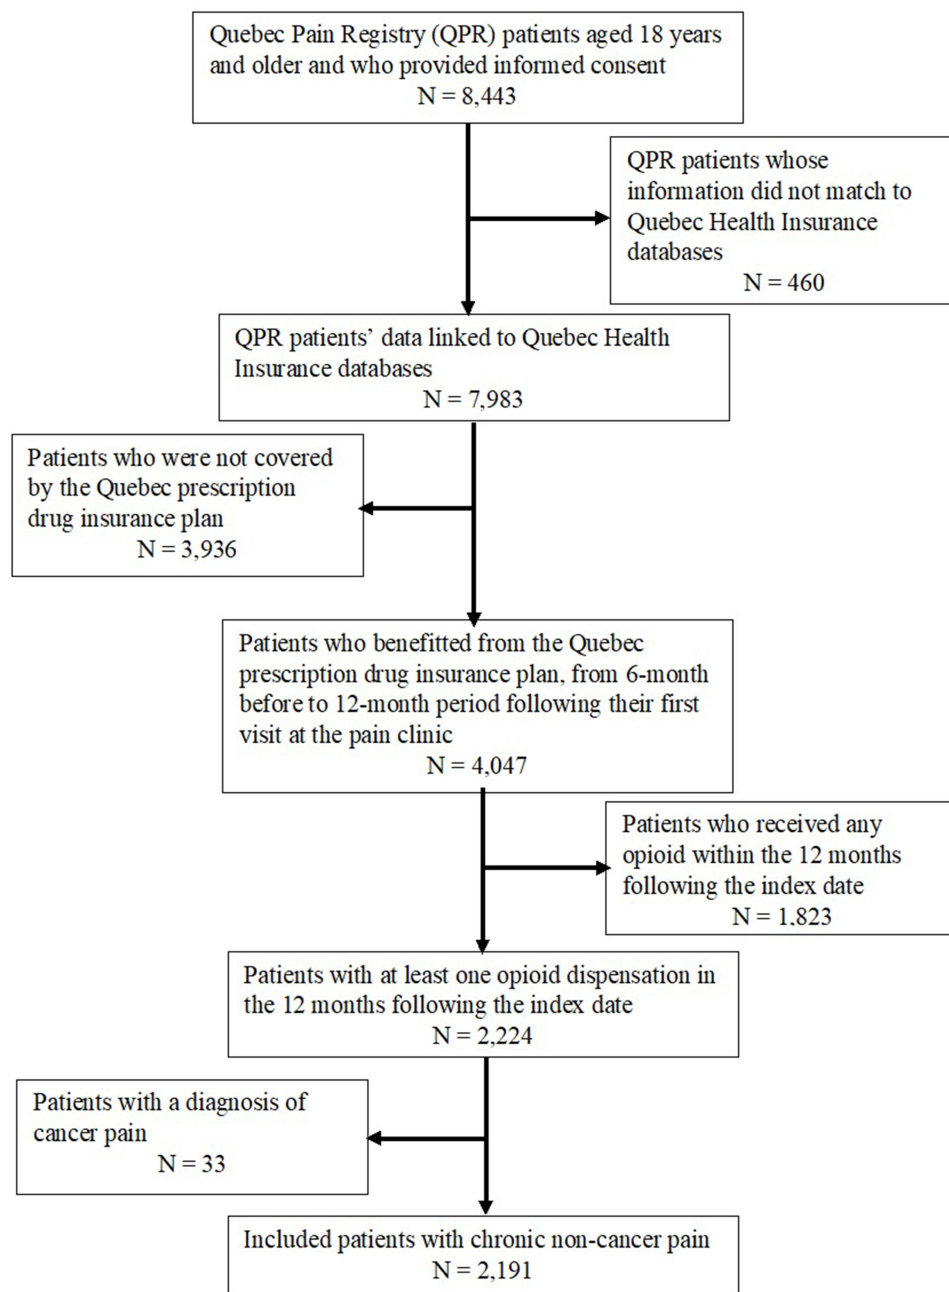 Quebec Pain Registry (QPR) patients aged 18 years
and older and who provided informed consent
N = 8,443
QPR patients whose
information did not match to
Quebec Health Insurance
databases
N = 460
QPR patients’ data linked to Quebec Health
Insurance databases
N = 7,983
Patients who were not covered
by the Quebec prescription
drug insurance plan
N = 3,936
Patients who benefitted from the Quebec
prescription drug insurance plan, from 6-month
before to 12-month period following their first
visit at the pain clinic
N = 4,047
Patients who received any
opioid within the 12 months
following the index date
N = 1,823
Patients with at least one opioid dispensation in
the 12 months following the index date
N = 2,224
Patients with a diagnosis of
cancer pain
N = 33
Included patients with chronic non-cancer pain
N = 2,191